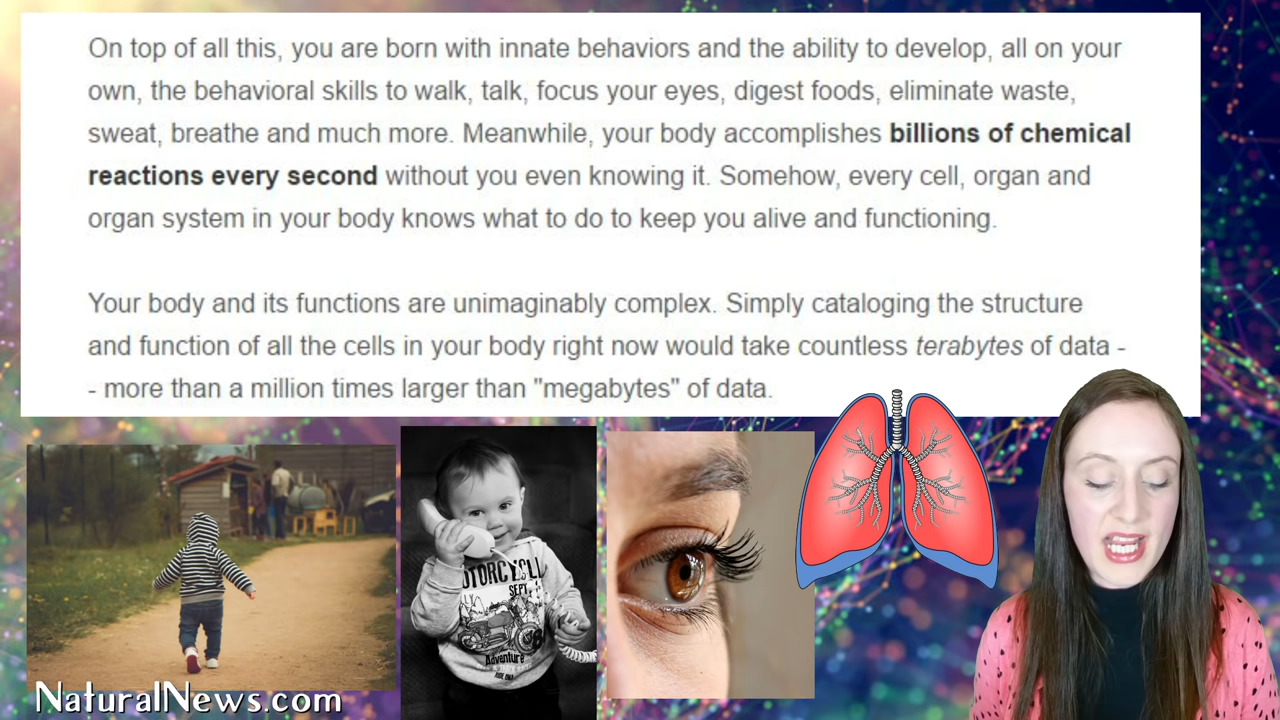 On top of all this, you are born with innate behaviors and the ability to develop, all on your
own, the behavioral skills to walk, talk, focus your eyes, digest foods, eliminate waste,
sweat, breathe and much more. Meanwhile, your body accomplishes billions of chemical
reactions every second without you even knowing it. Somehow, every cell, organ and
organ system in your body knows what to do to keep you alive and functioning.
Your body and its functions are unimaginably complex. Simply cataloging the structure
and function of all the cells in your body right now would take countless terabytes of data -
- more than a million times larger than "megabytes" of data.
SEPT
Adventure
NaturalNews.com